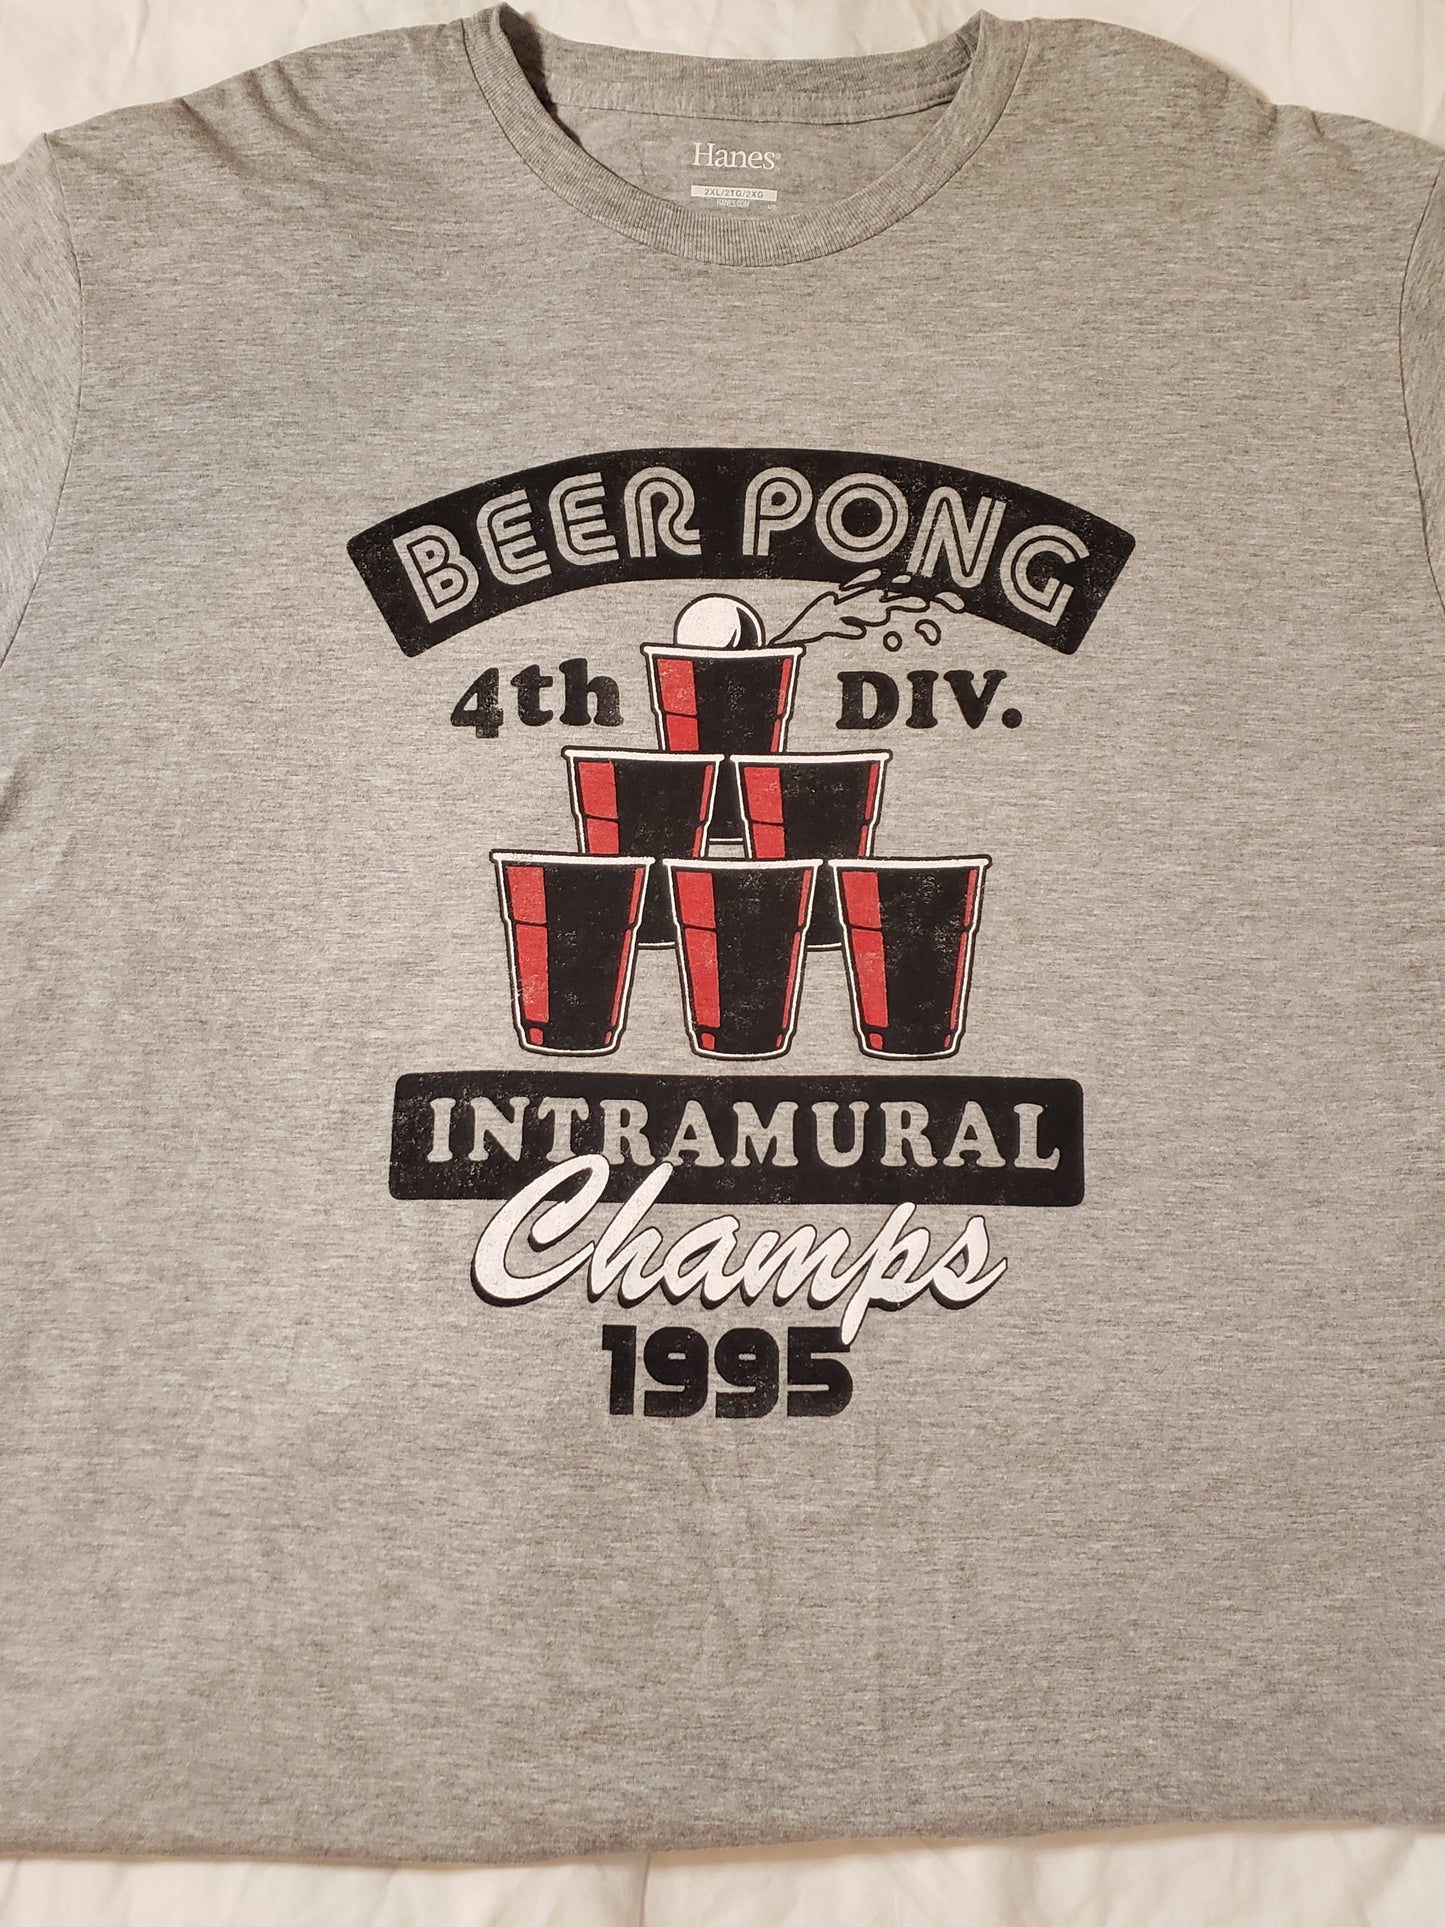 Hanes®
2XL/2TG/2XG
HANES.COM
BEER PONG
4th DIV.
INTRAMURAL
Champs
1995